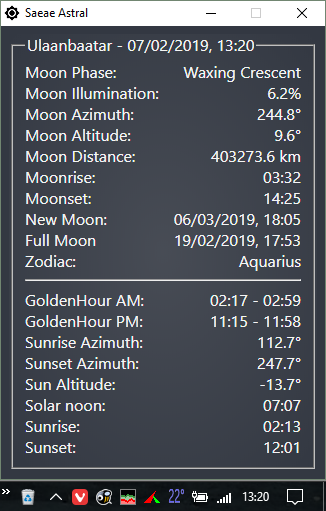 Saeae Astral
Ulaanbaatar - 07/02/2019, 13:20
Moon Phase: Waxing Crescent
Moon Illumination: 6.2%
Moon Azimuth: 244.8°
Moon Altitude: 9.6°
Moon Distance: 403273.6 km
Moonrise: 03:32
Moonset: 14:25
New Moon: 06/03/2019, 18:05
Full Moon 19/02/2019, 17:53
Zodiac: Aquarius
GoldenHour AM: 02:17 - 02:59
GoldenHour PM: 11:15 - 11:58
Sunrise Azimuth: 112.7°
Sunset Azimuth: 247.7°
Sun Altitude: -13.7°
Solar noon: 07:07
Sunrise: 02:13
Sunset: 12:01
22° 13:20